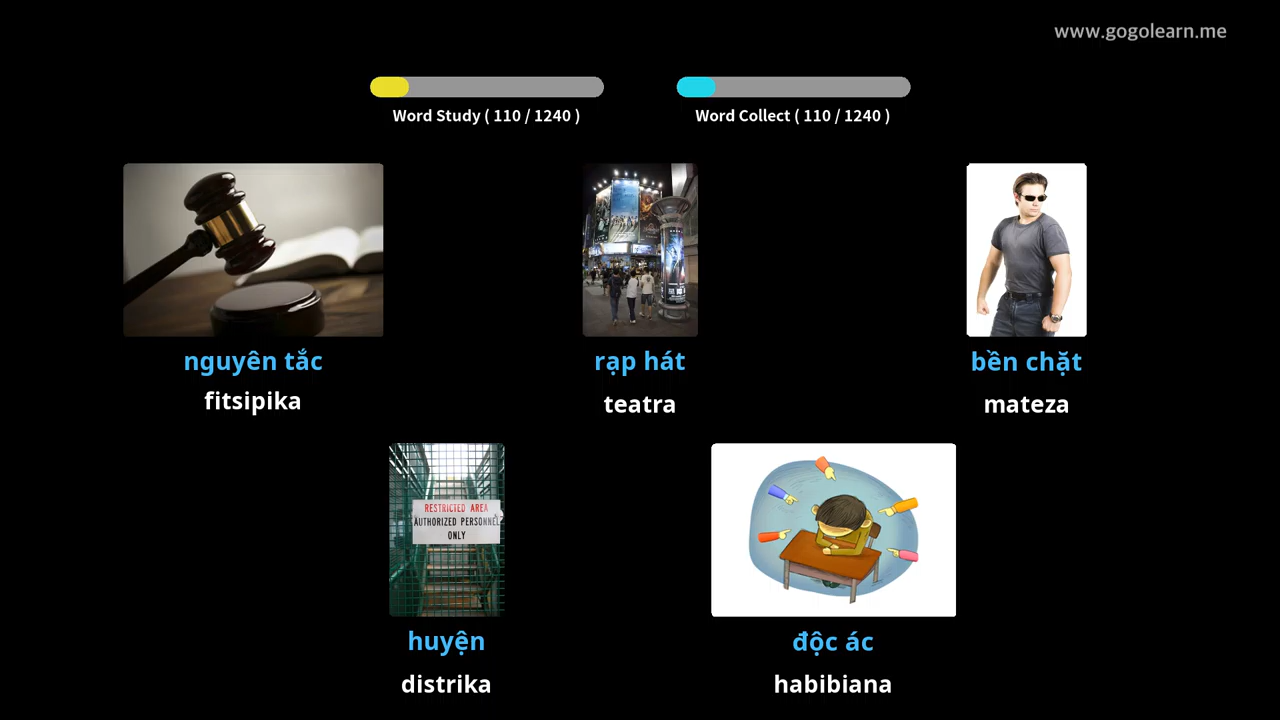 www.gogolearn.me
Word Study ( 110 / 1240 )
Word Collect ( 110 / 1240 )
nguyên tắc
fitsipika
rạp hát
teatra
bền chặt
mateza
RESTRICTED AREA
AUTHORIZED PERSONNEL
ONLY
huyện
distrika
độc ác
habibiana